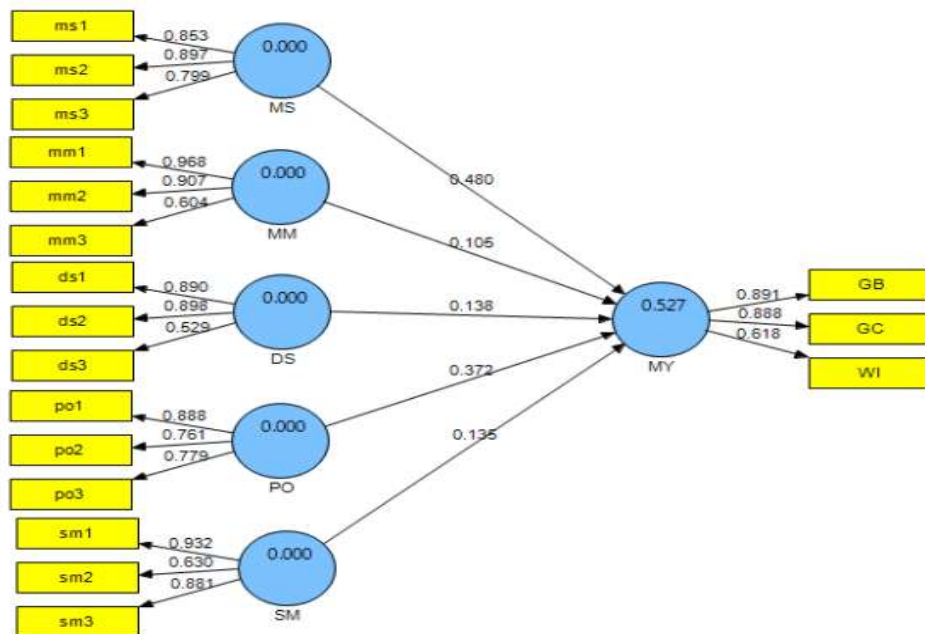 ms1
ms2
ms3
0.853
0.897
0.799
0.000
MS
mm1
mm2
mm3
0.968
0.907
0.604
0.000
MM
ds1
ds2
ds3
0.890
0.898
0.529
0.000
DS
po1
po2
po3
0.888
0.761
0.779
0.000
PO
sm1
sm2
sm3
0.932
0.630
0.881
0.000
SM
0.480
0.105
0.138
0.372
0.135
0.527
MY
0.891
0.888
0.618
GB
GC
WI